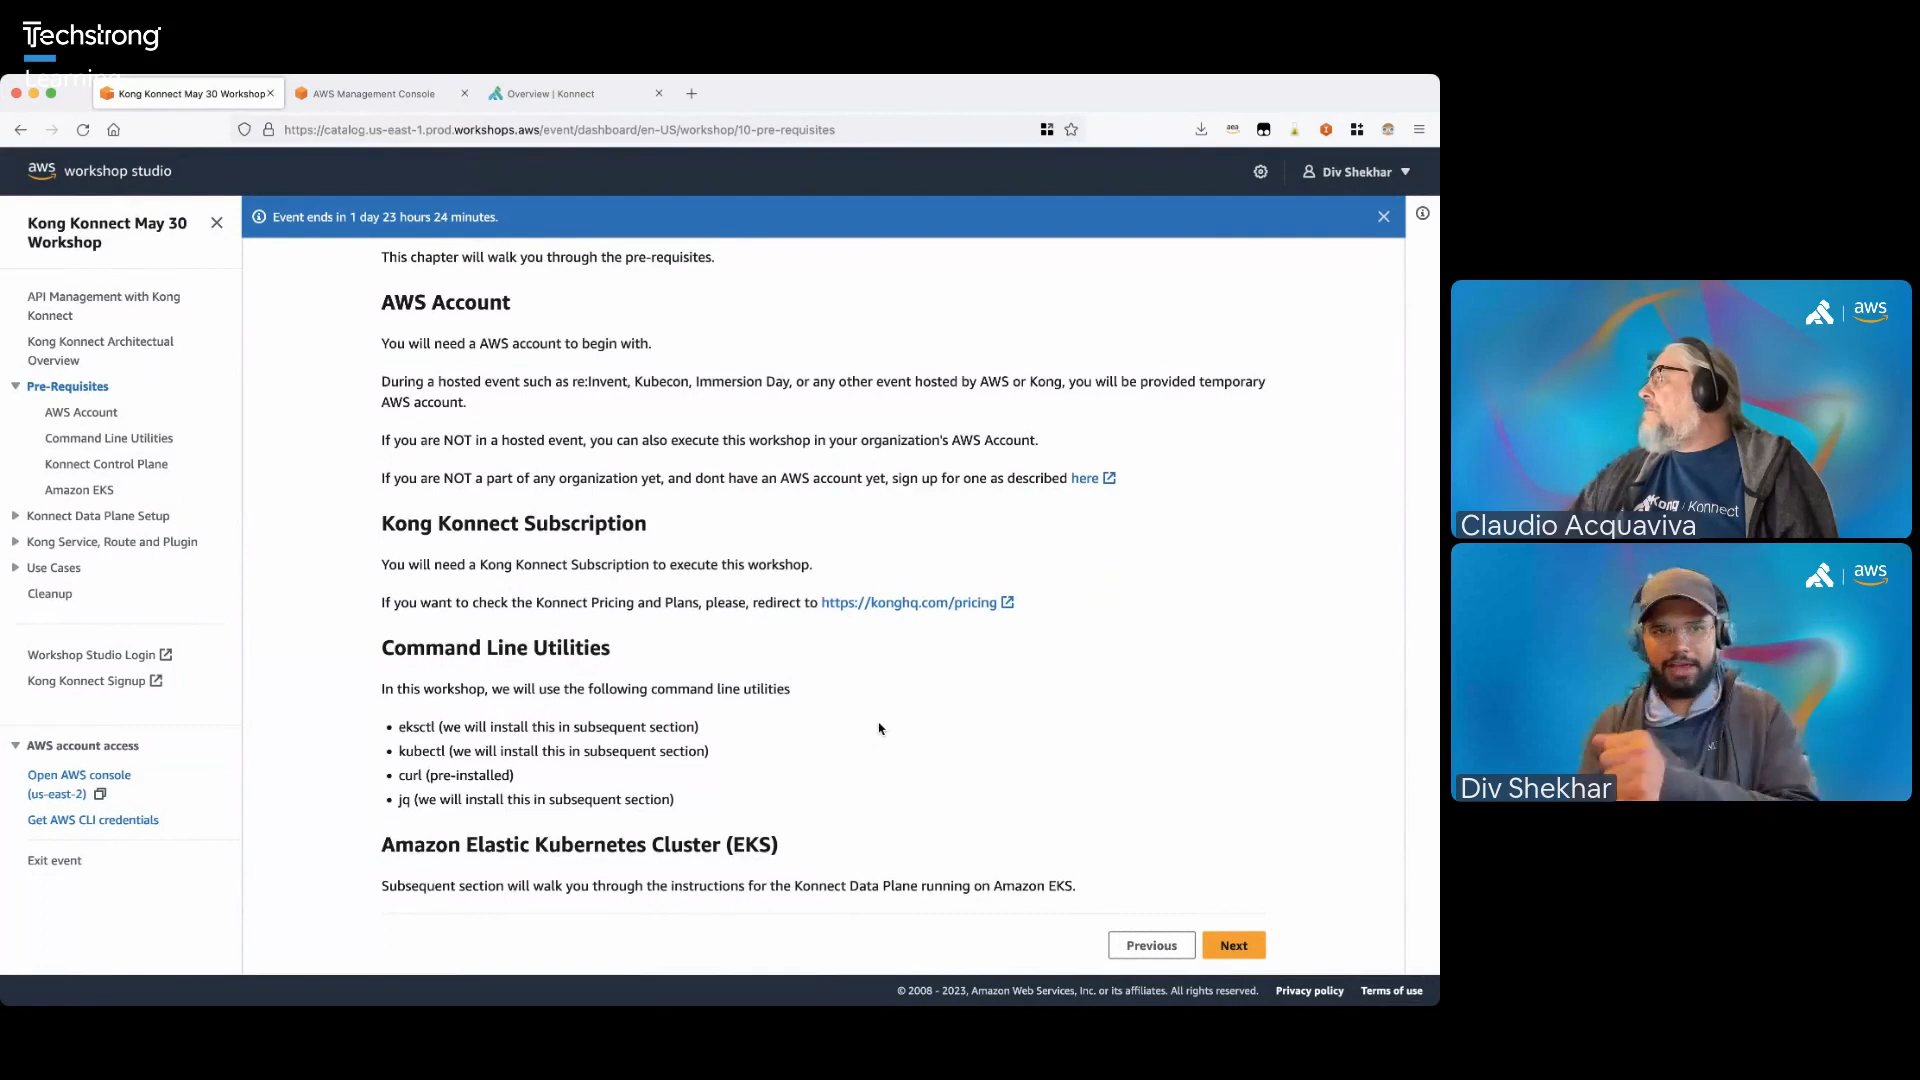 Techstrong
Learning
Kong Konnect May 30 Workshop
AWS Management Console
Overview | Konnect
https://catalog.us-east-1.prod.workshops.aws/event/dashboard/en-US/workshop/10-pre-requisites
aws workshop studio
Div Shekhar
Kong Konnect May 30
Workshop
API Management with Kong
Konnect
Kong Konnect Architectual
Overview
Pre-Requisites
AWS Account
Command Line Utilities
Konnect Control Plane
Amazon EKS
Konnect Data Plane Setup
Kong Service, Route and Plugin
Use Cases
Cleanup
Workshop Studio Login
Kong Konnect Signup
AWS account access
Open AWS console
(us-east-2)
Get AWS CLI credentials
Exit event
Event ends in 1 day 23 hours 24 minutes.
This chapter will walk you through the pre-requisites.
AWS Account
You will need a AWS account to begin with.
During a hosted event such as re:Invent, Kubecon, Immersion Day, or any other event hosted by AWS or Kong, you will be provided temporary
AWS account.
If you are NOT in a hosted event, you can also execute this workshop in your organization's AWS Account.
If you are NOT a part of any organization yet, and dont have an AWS account yet, sign up for one as described here
Kong Konnect Subscription
You will need a Kong Konnect Subscription to execute this workshop.
If you want to check the Konnect Pricing and Plans, please, redirect to https://konghq.com/pricing
Command Line Utilities
In this workshop, we will use the following command line utilities
• eksctl (we will install this in subsequent section)
• kubectl (we will install this in subsequent section)
• curl (pre-installed)
• jq (we will install this in subsequent section)
Amazon Elastic Kubernetes Cluster (EKS)
Subsequent section will walk you through the instructions for the Konnect Data Plane running on Amazon EKS.
Previous
Next
© 2008 - 2023, Amazon Web Services, Inc. or its affiliates. All rights reserved.
Privacy policy
Terms of use
aws
Kong Konnect
Claudio Acquaviva
aws
Div Shekhar